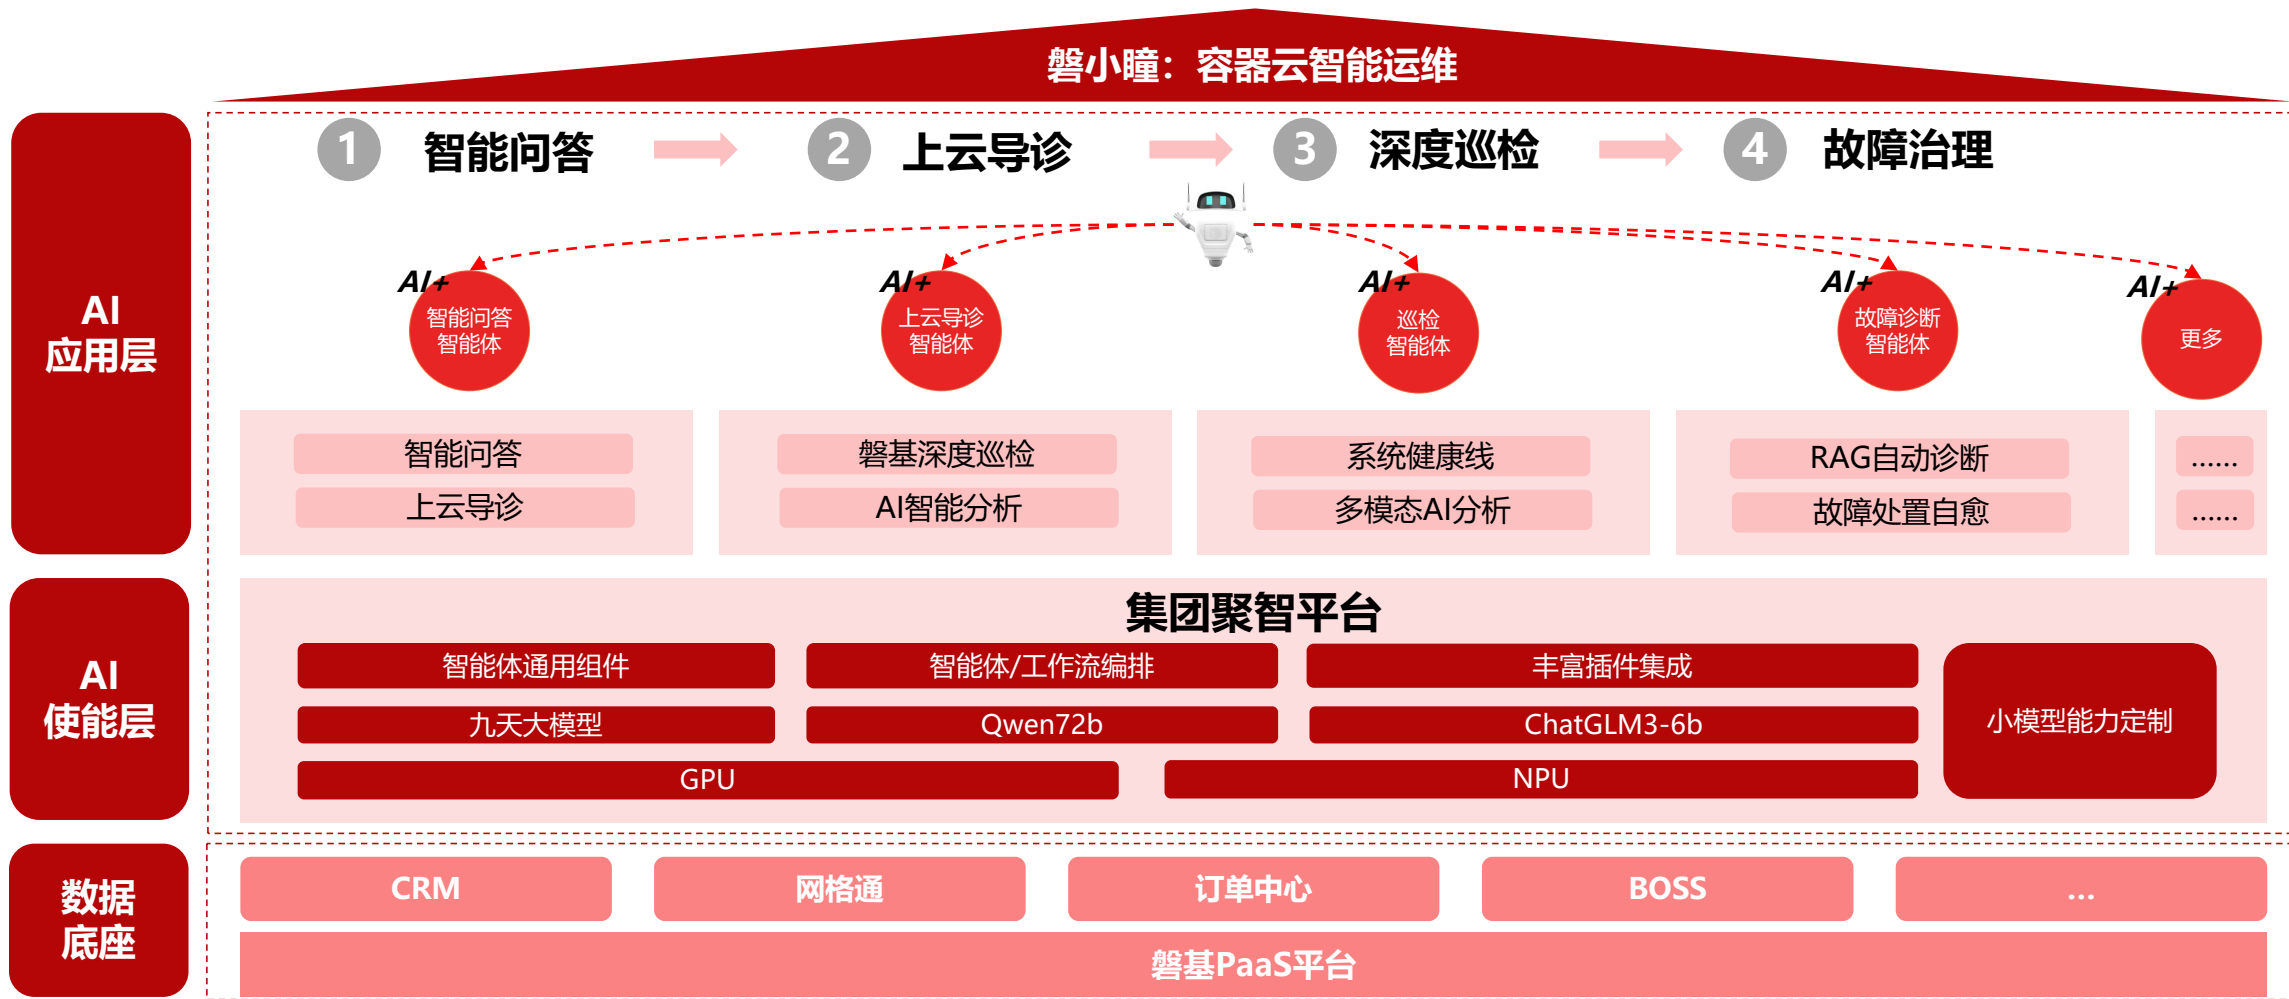 磐小瞳：容器云智能运维
AI
应用层
1 智能问答
2 上云导诊
3 深度巡检
4 故障治理
AI+
智能问答
智能体
AI+
上云导诊
智能体
AI+
巡检
智能体
AI+
故障诊断
智能体
AI+
更多
智能问答
上云导诊
磐基深度巡检
AI智能分析
系统健康线
多模态AI分析
RAG自动诊断
故障处置自愈
......
......
AI
使能层
集团聚智平台
智能体通用组件
智能体/工作流编排
丰富插件集成
九天大模型
Qwen72b
ChatGLM3-6b
GPU
NPU
小模型能力定制
数据
底座
CRM
网格通
订单中心
BOSS
...
磐基PaaS平台